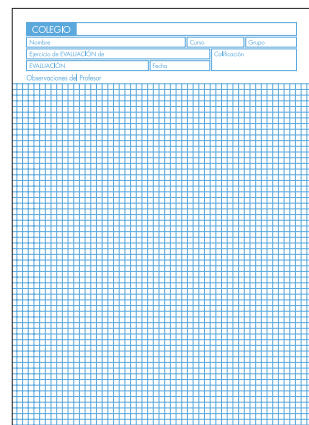 COLEGIO
Nombre Curso Grupo
Ejercicio de EVALUACIÓN de Calificación
EVALUACIÓN Fecha
Observaciones del Profesor